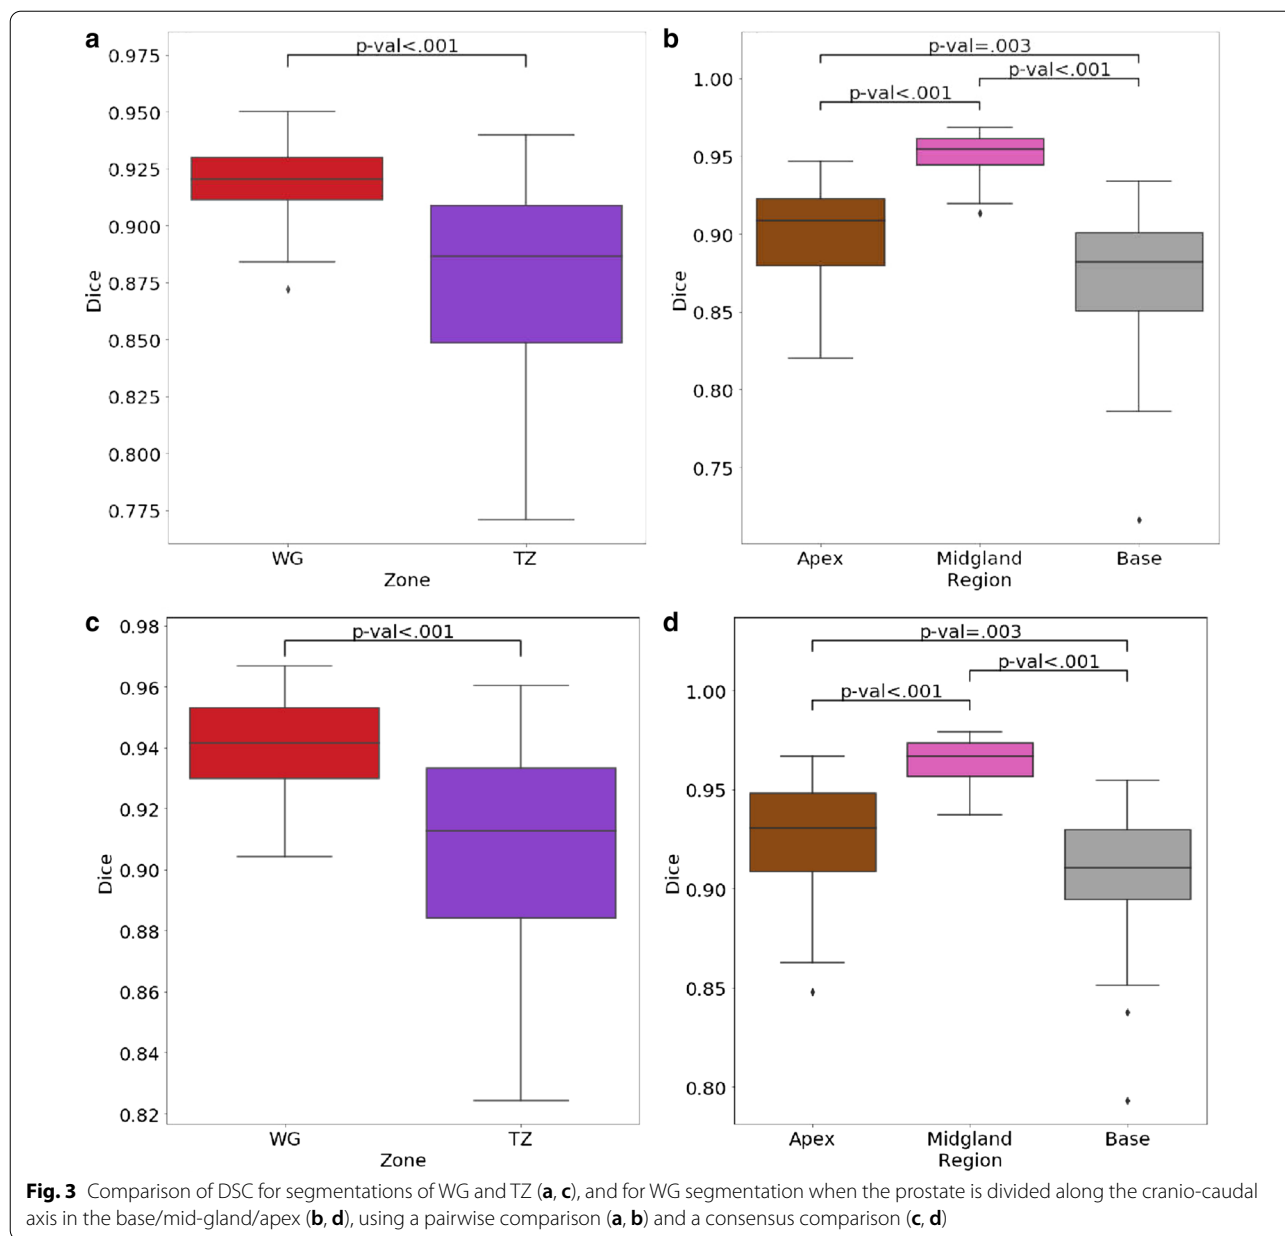 a
p-val<.001
0.975
0.950
0.925
0.900
0.875
0.850
0.825
0.800
0.775
Dice
WG
TZ
Zone
b
p-val=.003
p-val<.001
p-val<.001
1.00
0.95
0.90
0.85
0.80
0.75
Dice
Apex
Midgland
Base
Region
c
p-val<.001
0.98
0.96
0.94
0.92
0.90
0.88
0.86
0.84
0.82
Dice
WG
TZ
Zone
d
p-val=.003
p-val<.001
p-val<.001
1.00
0.95
0.90
0.85
0.80
Dice
Apex
Midgland
Base
Region
Fig. 3 Comparison of DSC for segmentations of WG and TZ (a, c), and for WG segmentation when the prostate is divided along the cranio-caudal
axis in the base/mid-gland/apex (b, d), using a pairwise comparison (a, b) and a consensus comparison (c, d)